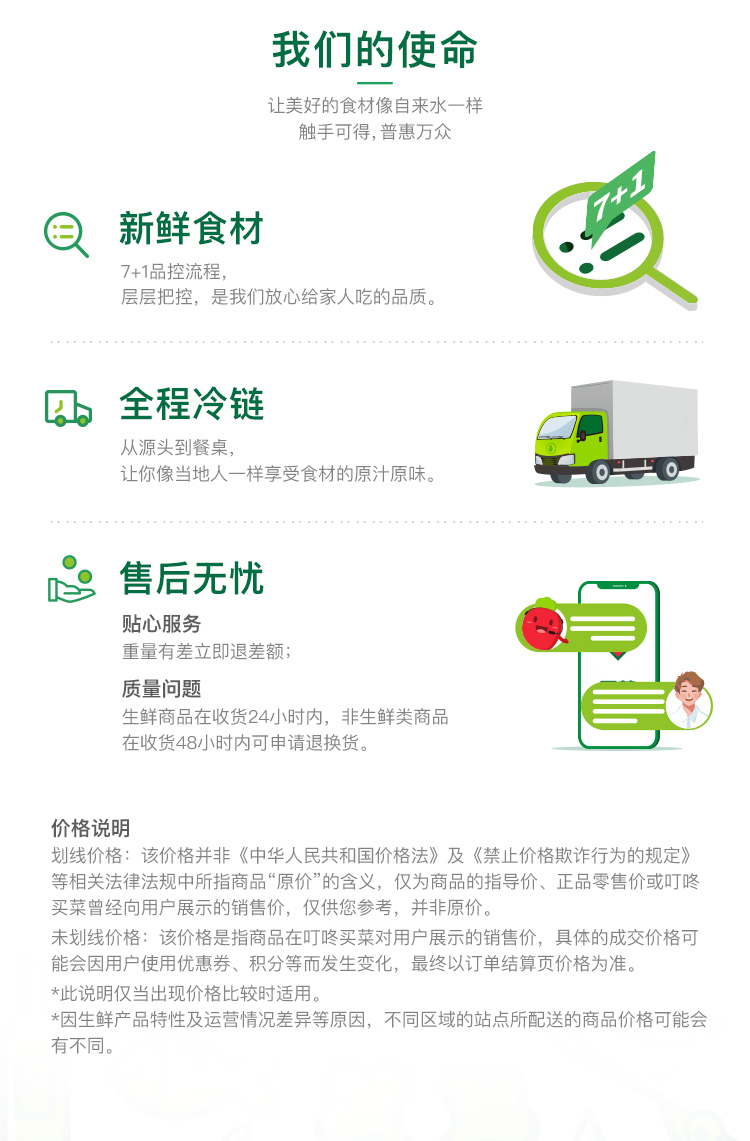 我们的使命
让美好的食材像自来水一样
触手可得,普惠万众
7+1
新鲜食材
7+1品控流程，
层层把控，是我们放心给家人吃的品质。
全程冷链
从源头到餐桌，
让你像当地人一样享受食材的原汁原味。
售后无忧
贴心服务
重量有差立即退差额；
质量问题
生鲜商品在收货24小时内，非生鲜类商品
在收货48小时内可申请退换货。
价格说明
划线价格：该价格并非《中华人民共和国价格法》及《禁止价格欺诈行为的规定》
等相关法律法规中所指商品“原价”的含义，仅为商品的指导价、正品零售价或叮咚
买菜曾经向用户展示的销售价，仅供您参考，并非原价。
未划线价格：该价格是指商品在叮咚买菜对用户展示的销售价，具体的成交价格可
能会因用户使用优惠券、积分等而发生变化，最终以订单结算页价格为准。
*此说明仅当出现价格比较时适用。
*因生鲜产品特性及运营情况差异等原因，不同区域的站点所配送的商品价格可能会
有不同。